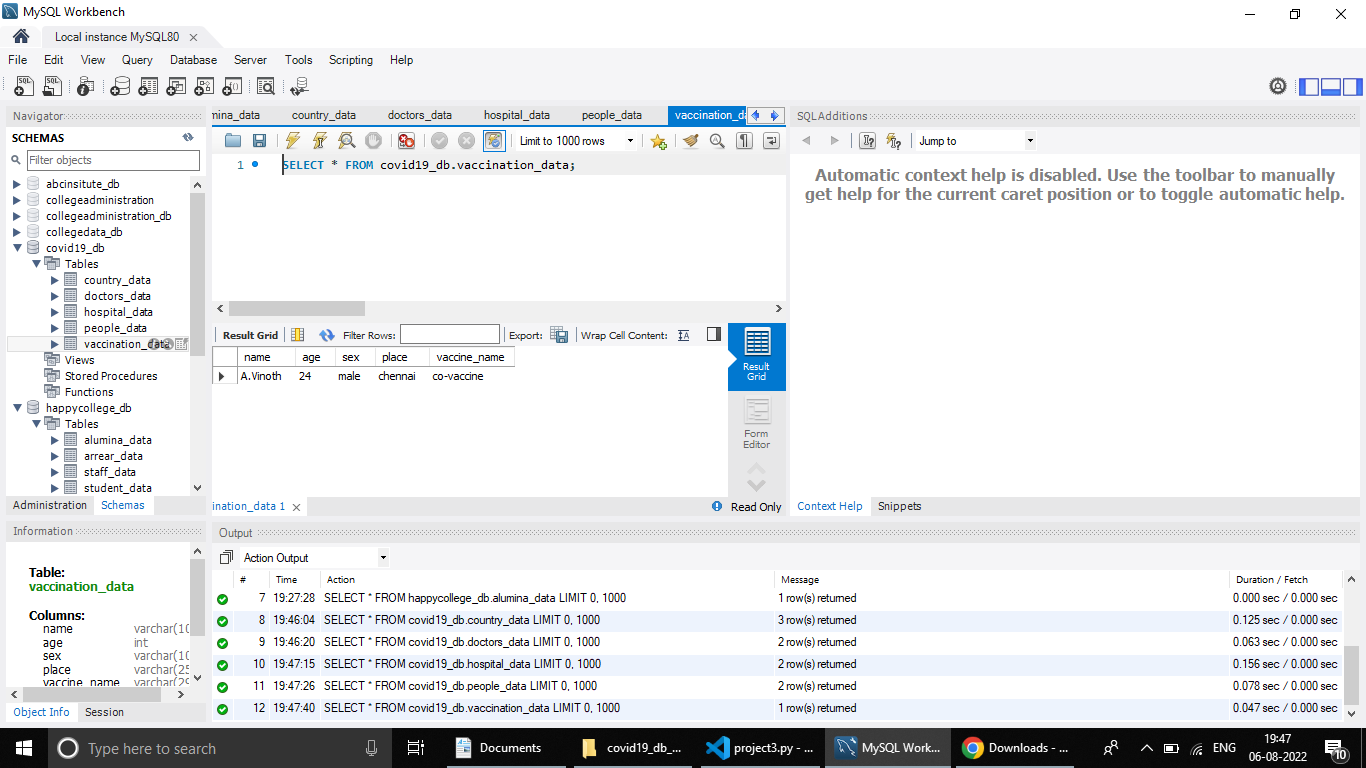 MySQL Workbench
Local instance MySQL80
File Edit View Query Database Server Tools Scripting Help
Navigator
SCHEMAS
Filter objects
abcinsitute_db
collegeadministration
collegeadministration_db
collegedata_db
covid19_db
Tables
country_data
doctors_data
hospital_data
people_data
vaccination_data
Views
Stored Procedures
Functions
happycollege_db
Tables
alumina_data
arrear_data
staff_data
student_data
Administration Schemas
Information
Table:
vaccination_data
Columns:
name varchar(10
age int
sex varchar(10
place varchar(25
vaccine_name varchar(29
Object Info Session
mina_data country_data doctors_data hospital_data people_data vaccination_da
Limit to 1000 rows
1 SELECT * FROM covid19_db.vaccination_data;
Result Grid Filter Rows: Export: Wrap Cell Content:
name age sex place vaccine_name
A.Vinoth 24 male chennai co-vaccine
Result Grid
Form Editor
ination_data 1
Read Only
SQLAdditions
Jump to
Automatic context help is disabled. Use the toolbar to manually
get help for the current caret position or to toggle automatic help.
Context Help Snippets
Output
Action Output
# Time Action Message Duration / Fetch
7 19:27:28 SELECT * FROM happycollege_db.alumina_data LIMIT 0, 1000 1 row(s) returned 0.000 sec / 0.000 sec
8 19:46:04 SELECT * FROM covid19_db.country_data LIMIT 0, 1000 3 row(s) returned 0.125 sec / 0.000 sec
9 19:46:20 SELECT * FROM covid19_db.doctors_data LIMIT 0, 1000 2 row(s) returned 0.063 sec / 0.000 sec
10 19:47:15 SELECT * FROM covid19_db.hospital_data LIMIT 0, 1000 2 row(s) returned 0.156 sec / 0.000 sec
11 19:47:26 SELECT * FROM covid19_db.people_data LIMIT 0, 1000 2 row(s) returned 0.078 sec / 0.000 sec
12 19:47:40 SELECT * FROM covid19_db.vaccination_data LIMIT 0, 1000 1 row(s) returned 0.047 sec / 0.000 sec
Type here to search
Documents
covid19_db_...
project3.py - ...
MySQL Work...
Downloads - ...
ENG
19:47
06-08-2022
10